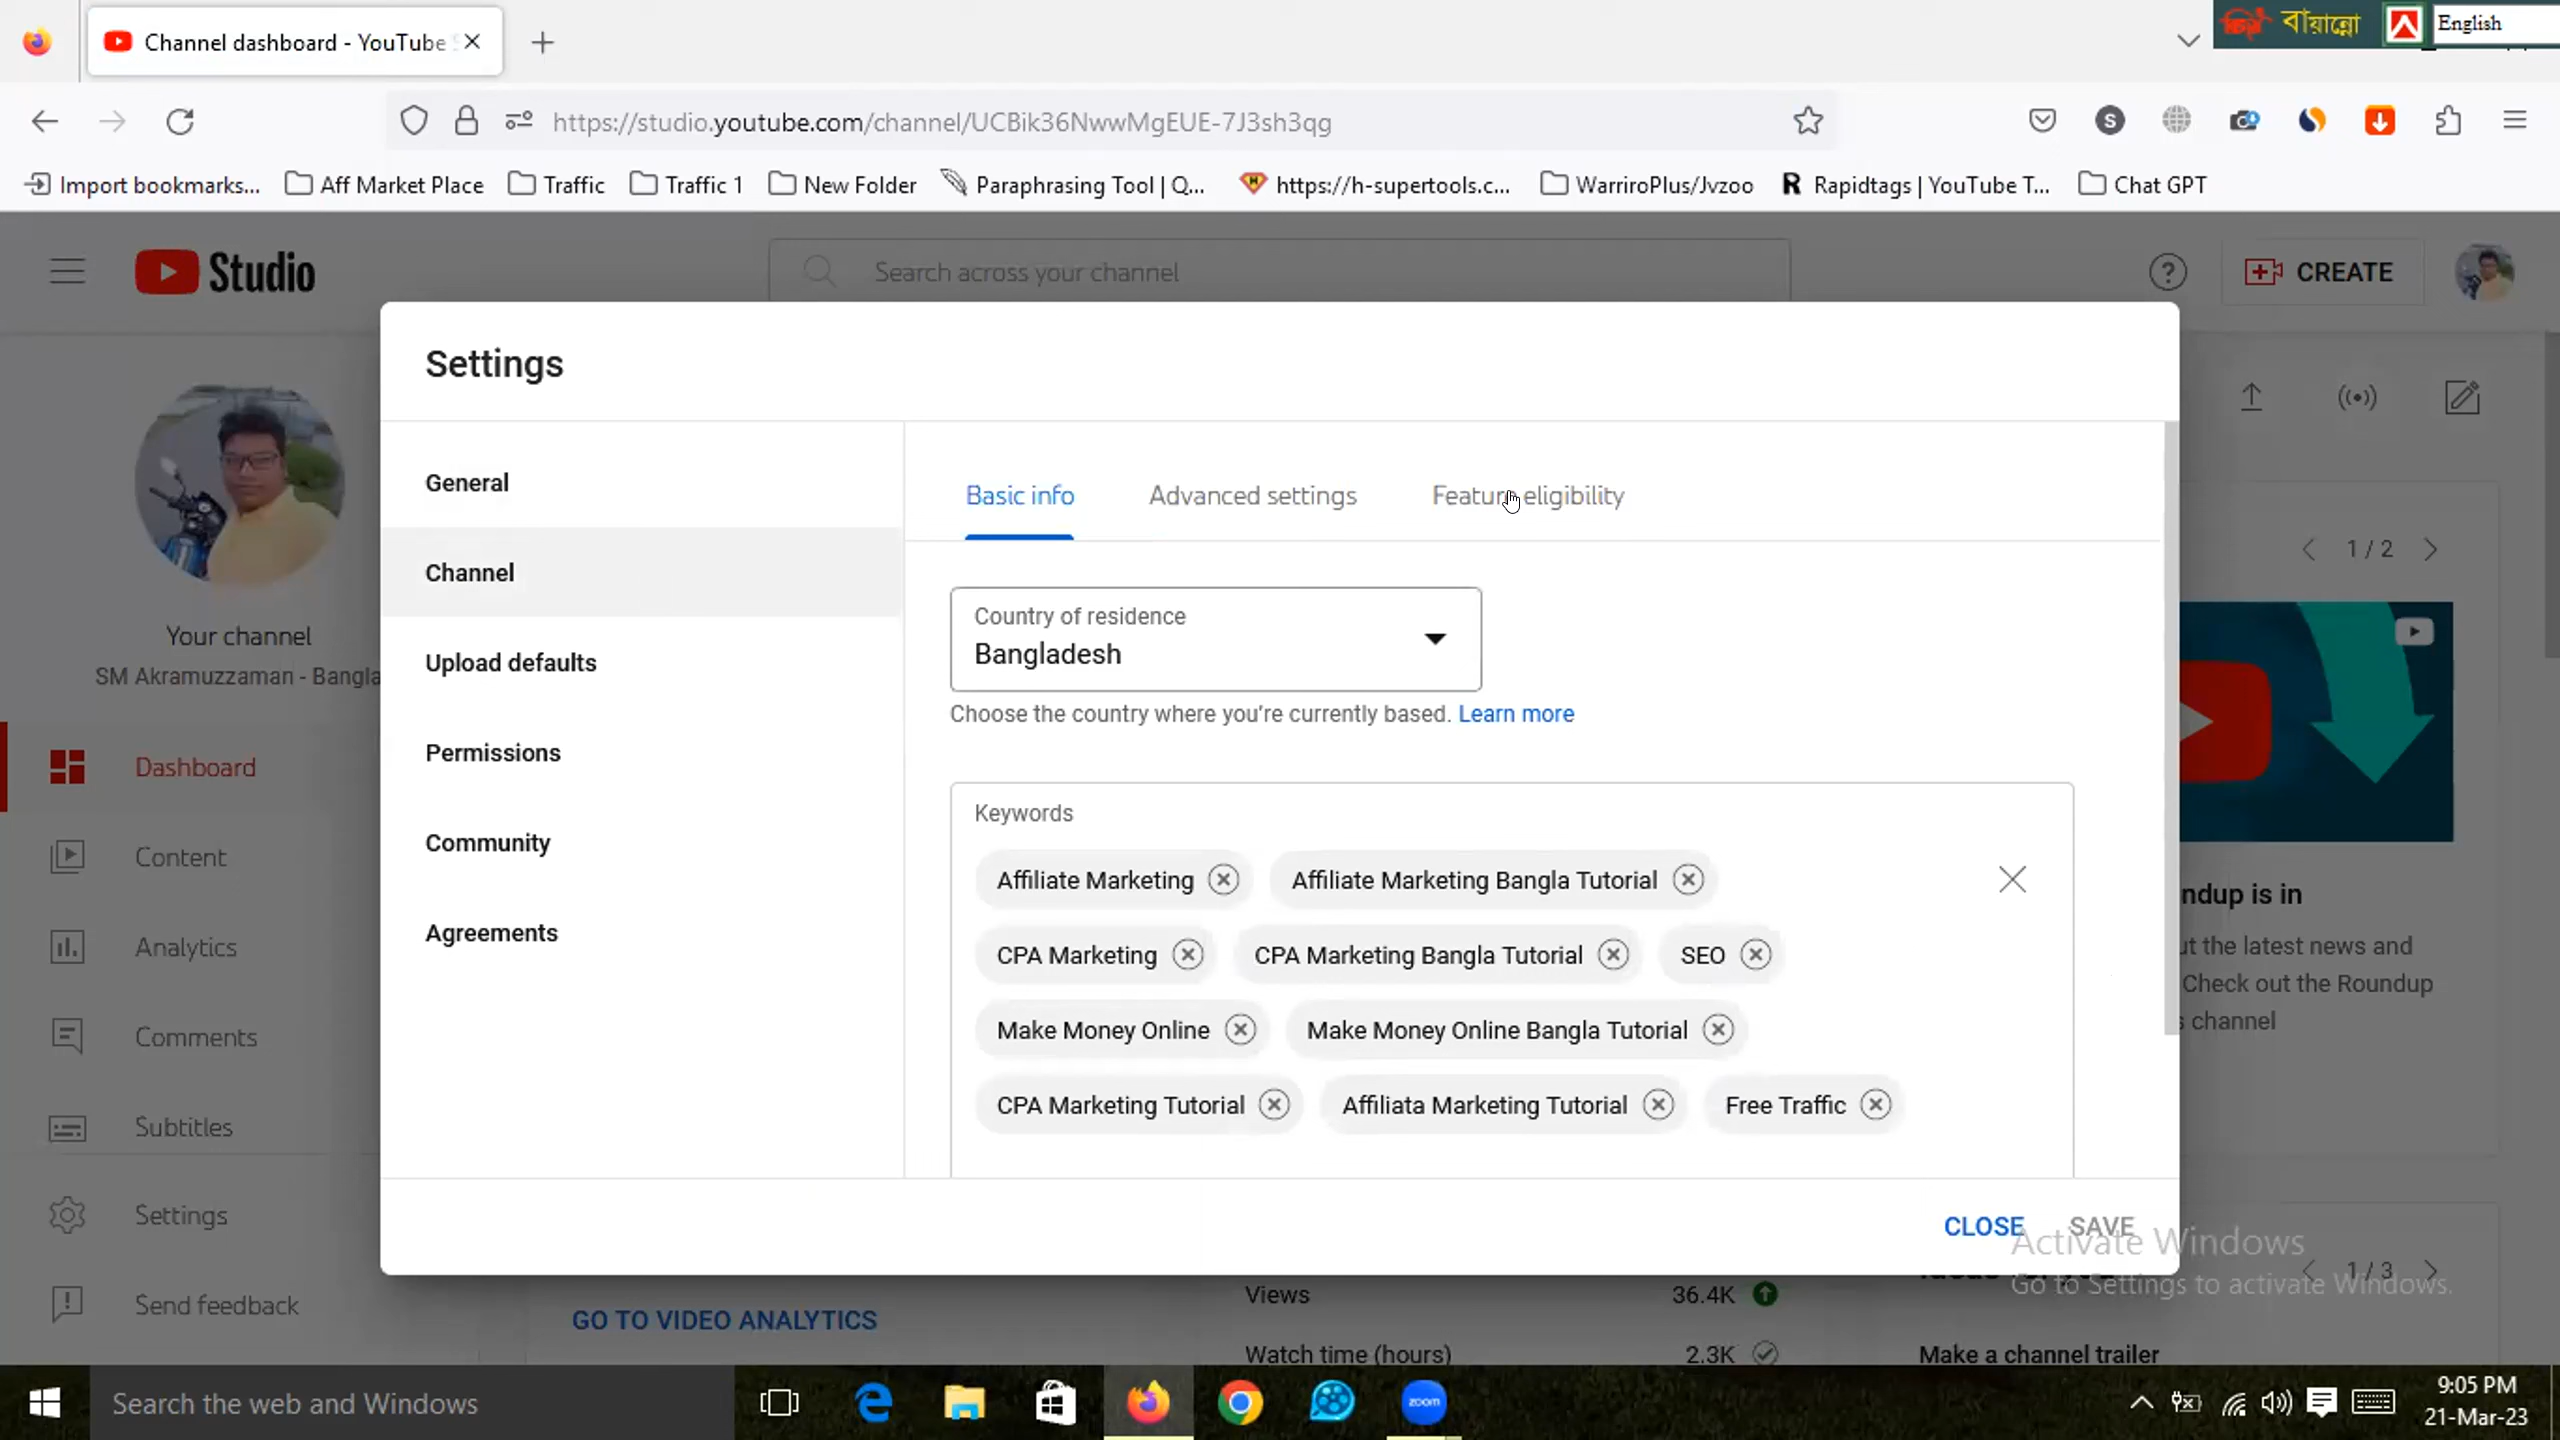 Channel dashboard - YouTube S
বায়ান্নো
English
https://studio.youtube.com/channel/UCBik36NwwMgEUE-7J3sh3qg
S
Import bookmarks...
Aff Market Place
Traffic
Traffic 1
New Folder
Paraphrasing Tool | Q...
https://h-supertools.c...
WarriroPlus/Jvzoo
R Rapidtags | YouTube T...
Chat GPT
Studio
Search across your channel
CREATE
Settings
General
Channel
Upload defaults
Permissions
Community
Agreements
Basic info
Advanced settings
Feature eligibility
Country of residence
Bangladesh
Choose the country where you're currently based. Learn more
Keywords
Affiliate Marketing
Affiliate Marketing Bangla Tutorial
CPA Marketing
CPA Marketing Bangla Tutorial
SEO
Make Money Online
Make Money Online Bangla Tutorial
CPA Marketing Tutorial
Affiliata Marketing Tutorial
Free Traffic
CLOSE
SAVE
Your channel
SM Akramuzzaman - Bangla
Dashboard
Content
Analytics
Comments
Subtitles
Settings
Send feedback
1 / 2
ndup is in
ut the latest news and
Check out the Roundup
s channel
Activate Windows
Go to Settings to activate Windows.
1 / 3
GO TO VIDEO ANALYTICS
Views
36.4K
Watch time (hours)
2.3K
Make a channel trailer
Search the web and Windows
zoom
9:05 PM
21-Mar-23